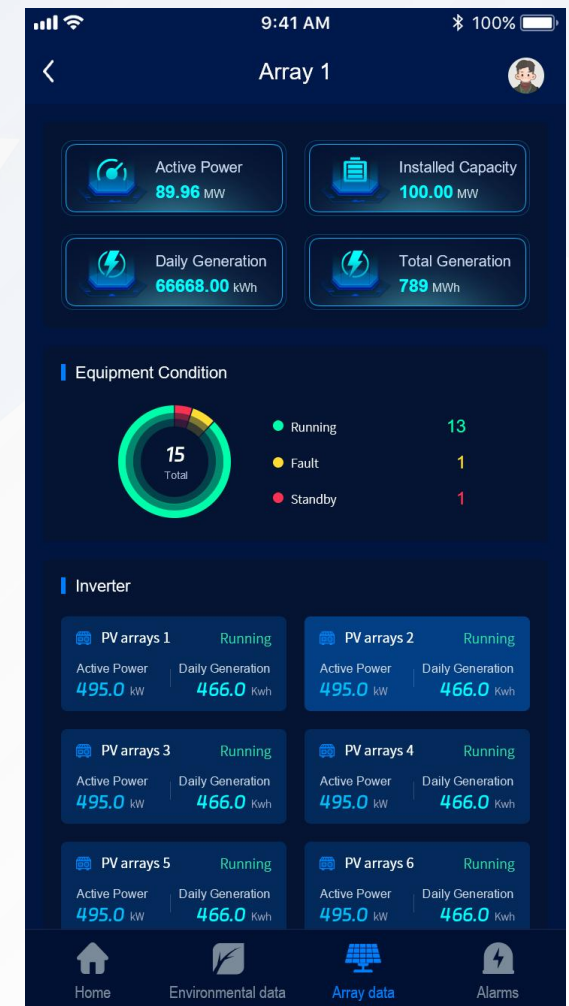 9:41 AM 100%
Array 1
Active Power
89.96 MW
Installed Capacity
100.00 MW
Daily Generation
66668.00 kWh
Total Generation
789 MWh
Equipment Condition
15
Total
Running 13
Fault 1
Standby 1
Inverter
PV arrays 1 Running
Active Power Daily Generation
495.0 kW 466.0 Kwh
PV arrays 2 Running
Active Power Daily Generation
495.0 kW 466.0 Kwh
PV arrays 3 Running
Active Power Daily Generation
495.0 kW 466.0 Kwh
PV arrays 4 Running
Active Power Daily Generation
495.0 kW 466.0 Kwh
PV arrays 5 Running
Active Power Daily Generation
495.0 kW 466.0 Kwh
PV arrays 6 Running
Active Power Daily Generation
495.0 kW 466.0 Kwh
Home Environmental data Array data Alarms